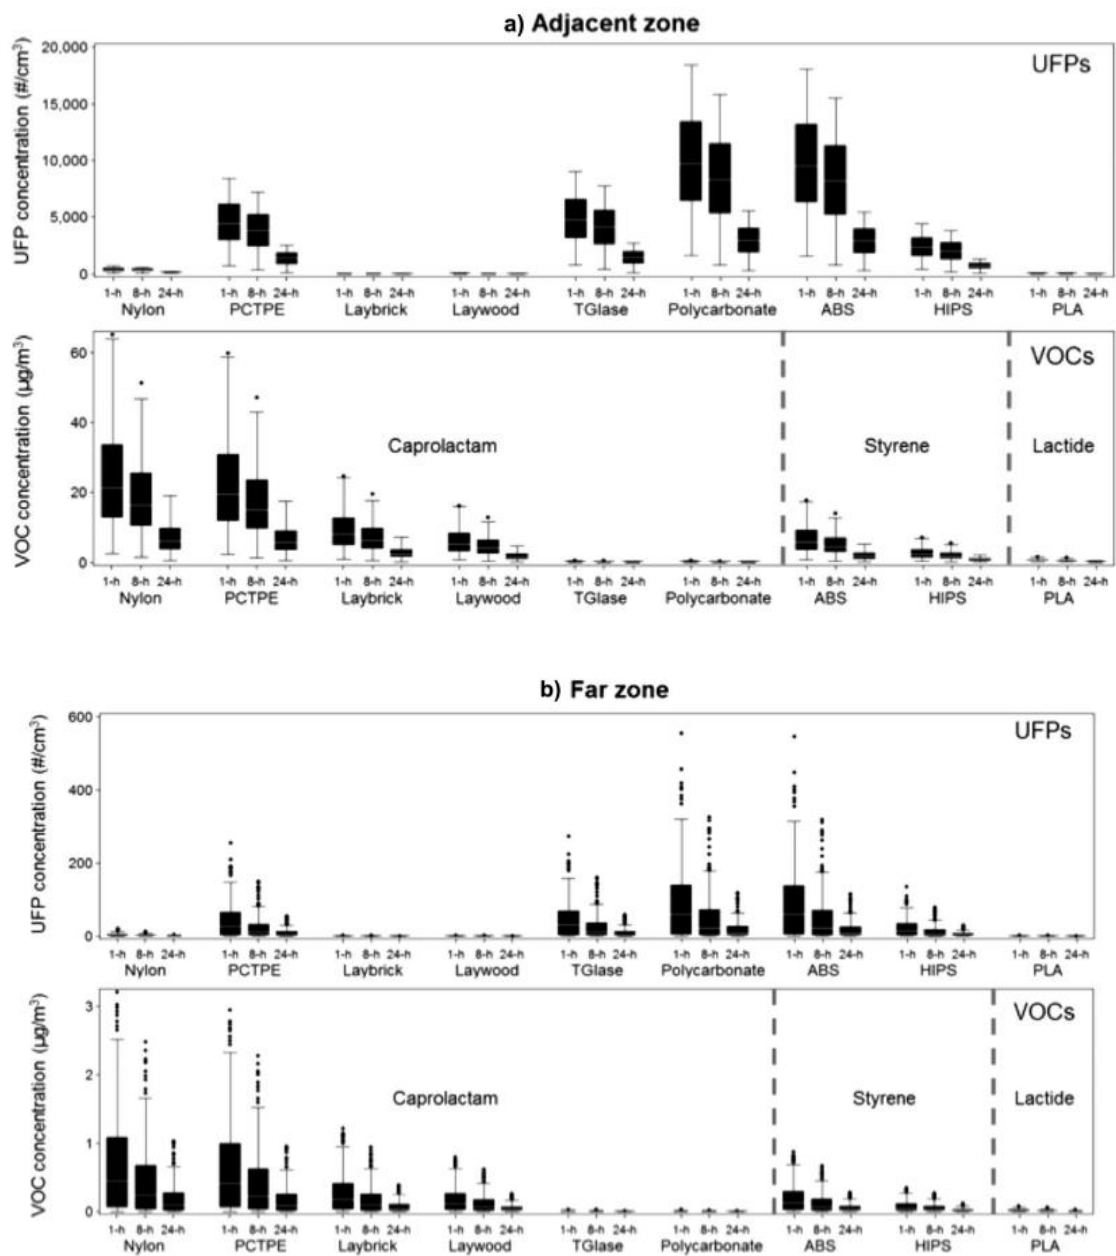 a) Adjacent zone
UFPs
UFP concentration (#/cm³)
20,000
15,000
10,000
5,000
0
1-h 8-h 24-h 1-h 8-h 24-h 1-h 8-h 24-h 1-h 8-h 24-h 1-h 8-h 24-h 1-h 8-h 24-h 1-h 8-h 24-h 1-h 8-h 24-h 1-h 8-h 24-h
Nylon PCTPE Laybrick Laywood TGlase Polycarbonate ABS HIPS PLA
VOCs
VOC concentration (µg/m³)
60
40
20
0
Caprolactam Styrene Lactide
1-h 8-h 24-h 1-h 8-h 24-h 1-h 8-h 24-h 1-h 8-h 24-h 1-h 8-h 24-h 1-h 8-h 24-h 1-h 8-h 24-h 1-h 8-h 24-h 1-h 8-h 24-h
Nylon PCTPE Laybrick Laywood TGlase Polycarbonate ABS HIPS PLA
b) Far zone
UFPs
UFP concentration (#/cm³)
600
400
200
0
1-h 8-h 24-h 1-h 8-h 24-h 1-h 8-h 24-h 1-h 8-h 24-h 1-h 8-h 24-h 1-h 8-h 24-h 1-h 8-h 24-h 1-h 8-h 24-h 1-h 8-h 24-h
Nylon PCTPE Laybrick Laywood TGlase Polycarbonate ABS HIPS PLA
VOCs
VOC concentration (µg/m³)
3
2
1
0
Caprolactam Styrene Lactide
1-h 8-h 24-h 1-h 8-h 24-h 1-h 8-h 24-h 1-h 8-h 24-h 1-h 8-h 24-h 1-h 8-h 24-h 1-h 8-h 24-h 1-h 8-h 24-h 1-h 8-h 24-h
Nylon PCTPE Laybrick Laywood TGlase Polycarbonate ABS HIPS PLA